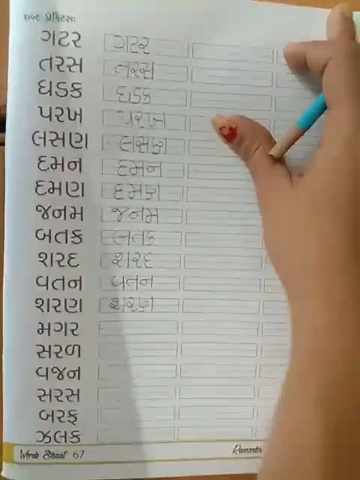 શબ્દ પ્રેક્ટિસ:
ગટર ગટર
તરસ તરસ
ધડક ધડક
પરખ પરખ
લસણ લસણ
દમન દમન
દમણ દમણ
જનમ જનમ
બતક બતક
શરદ શરદ
વતન વતન
શરણ શરણ
મગર
સરળ
વજન
સરસ
બરફ
ઝલક
Work Sheet 67